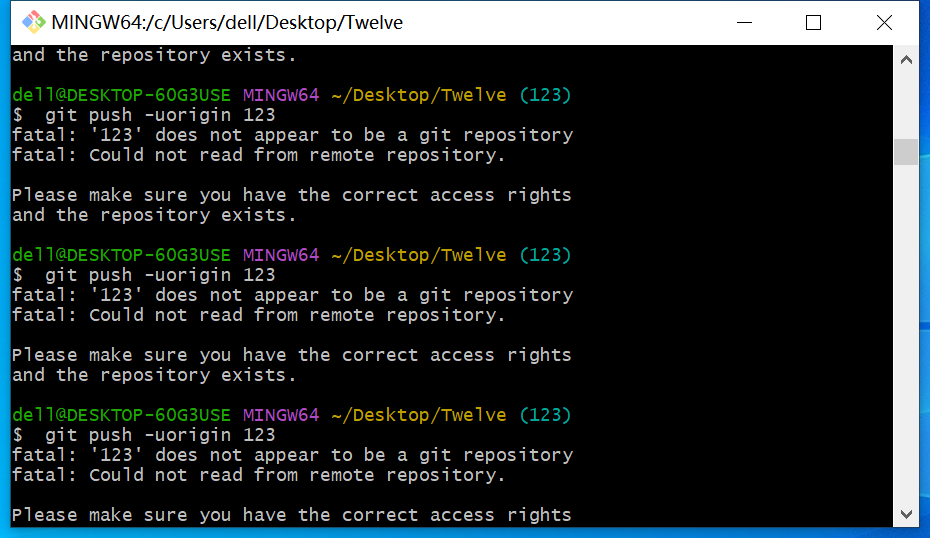 MINGW64:/c/Users/dell/Desktop/Twelve
and the repository exists.
dell@DESKTOP-6OG3USE MINGW64 ~/Desktop/Twelve (123)
$  git push -uorigin 123
fatal: '123' does not appear to be a git repository
fatal: Could not read from remote repository.
Please make sure you have the correct access rights
and the repository exists.
dell@DESKTOP-6OG3USE MINGW64 ~/Desktop/Twelve (123)
$  git push -uorigin 123
fatal: '123' does not appear to be a git repository
fatal: Could not read from remote repository.
Please make sure you have the correct access rights
and the repository exists.
dell@DESKTOP-6OG3USE MINGW64 ~/Desktop/Twelve (123)
$  git push -uorigin 123
fatal: '123' does not appear to be a git repository
fatal: Could not read from remote repository.
Please make sure you have the correct access rights